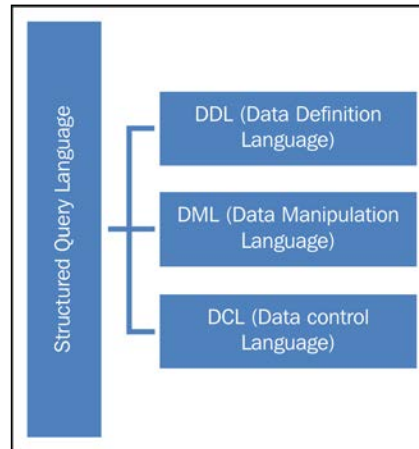 Structured Query Language
DDL (Data Definition
Language)
DML (Data Manipulation
Language)
DCL (Data control
Language)